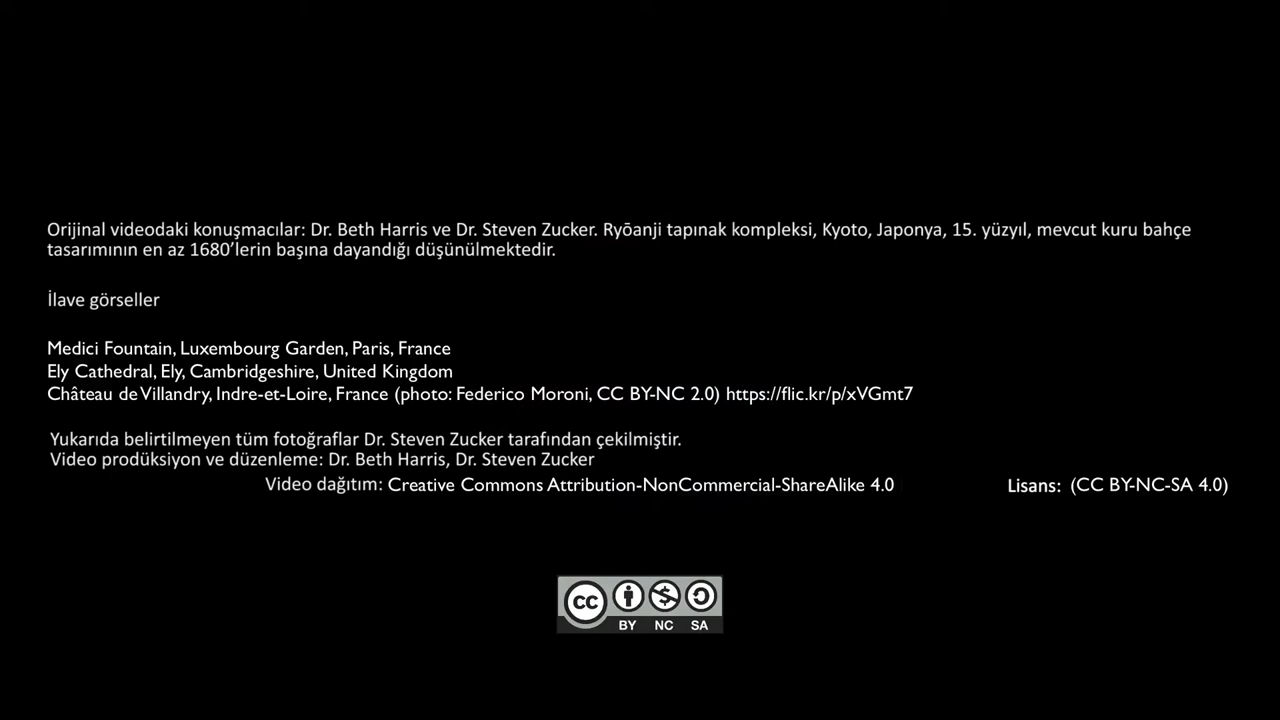 Orijinal videodaki konuşmacılar: Dr. Beth Harris ve Dr. Steven Zucker. Ryōanji tapınak kompleksi, Kyoto, Japonya, 15. yüzyıl, mevcut kuru bahçe
tasarımının en az 1680’lerin başına dayandığı düşünülmektedir.
İlave görseller
Medici Fountain, Luxembourg Garden, Paris, France
Ely Cathedral, Ely, Cambridgeshire, United Kingdom
Château de Villandry, Indre-et-Loire, France (photo: Federico Moroni, CC BY-NC 2.0) https://flic.kr/p/xVGmt7
Yukarıda belirtilmeyen tüm fotoğraflar Dr. Steven Zucker tarafından çekilmiştir.
Video prodüksiyon ve düzenleme: Dr. Beth Harris, Dr. Steven Zucker
Video dağıtım: Creative Commons Attribution-NonCommercial-ShareAlike 4.0 Lisans: (CC BY-NC-SA 4.0)
cc
BY NC SA